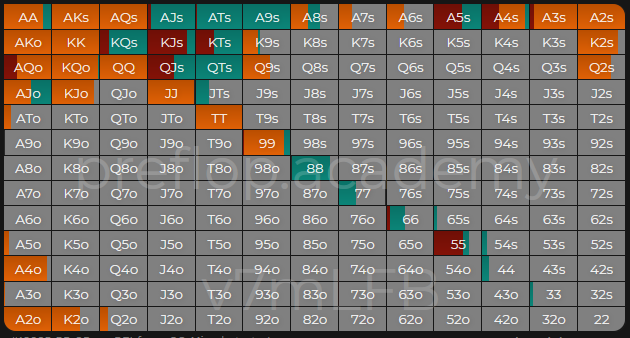 AA AKs AQs AJs ATs A9s A8s A7s A6s A5s A4s A3s A2s
AKo KK KQs KJs KTs K9s K8s K7s K6s K5s K4s K3s K2s
AQo KQo QQ QJs QTs Q9s Q8s Q7s Q6s Q5s Q4s Q3s Q2s
AJo KJo QJo JJ JTs J9s J8s J7s J6s J5s J4s J3s J2s
ATo KTo QTo JTo TT T9s T8s T7s T6s T5s T4s T3s T2s
A9o K9o Q9o J9o T9o 99 98s 97s 96s 95s 94s 93s 92s
preflop.academy
A8o K8o Q8o J8o T8o 98o 88 87s 86s 85s 84s 83s 82s
A7o K7o Q7o J7o T7o 97o 87o 77 76s 75s 74s 73s 72s
A6o K6o Q6o J6o T6o 96o 86o 76o 66 65s 64s 63s 62s
A5o K5o Q5o J5o T5o 95o 85o 75o 65o 55 54s 53s 52s
A4o K4o Q4o J4o T4o 94o 84o 74o 64o 54o 44 43s 42s
v7mLFB
A3o K3o Q3o J3o T3o 93o 83o 73o 63o 53o 43o 33 32s
A2o K2o Q2o J2o T2o 92o 82o 72o 62o 52o 42o 32o 22